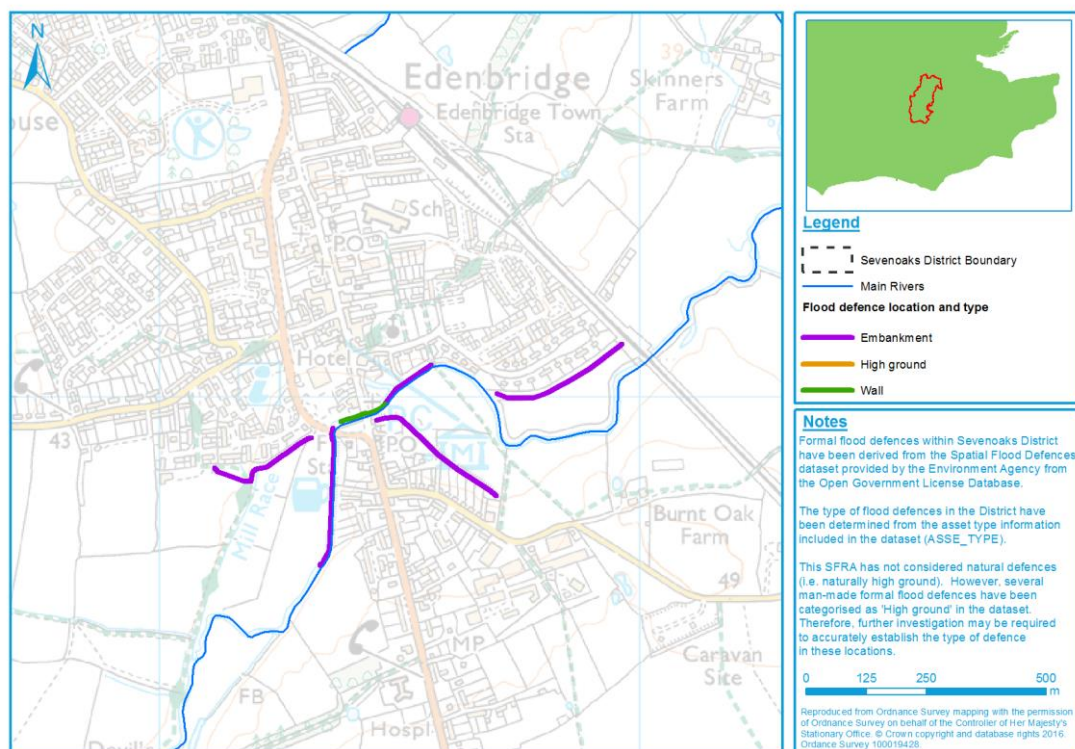 N
Edenbridge
Edenbridge Town
Sta
39
Skinners
Farm
ouse
Sch
PO
Hotel
43
Mill Race
Sta
PO
Burnt Oak
Farm
49
MP
Caravan
Site
FB
Hospl
Legend
Sevenoaks District Boundary
Main Rivers
Flood defence location and type
Embankment
High ground
Wall
Notes
Formal flood defences within Sevenoaks District
have been derived from the Spatial Flood Defences
dataset provided by the Environment Agency from
the Open Government License Database.
The type of flood defences in the District have
been determined from the asset type information
included in the dataset (ASSE_TYPE).
This SFRA has not considered natural defences
(i.e. naturally high ground). However, several
man-made formal flood defences have been
categorised as 'High ground' in the dataset.
Therefore, further investigation may be required
to accurately establish the type of defence
in these locations.
0 125 250 500
m
Reproduced from Ordnance Survey mapping with the permission
of Ordnance Survey on behalf of the Controller of Her Majesty's
Stationary Office. © Crown copyright and database rights 2016.
Ordance Survey 100019428.